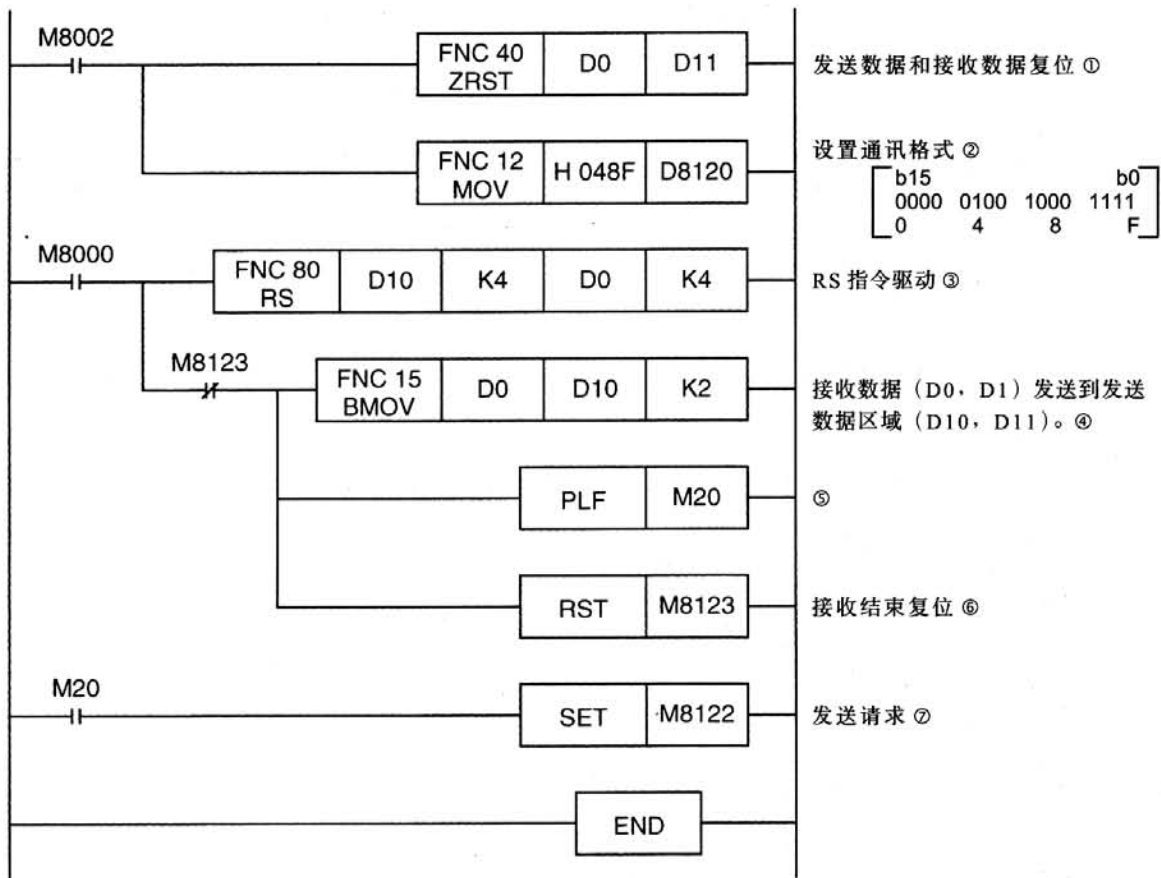 M8002
FNC 40 ZRST D0 D11 发送数据和接收数据复位 ①
FNC 12 MOV H 048F D8120 设置通讯格式 ②
b15 b0
0000 0100 1000 1111
0 4 8 F
M8000
FNC 80 RS D10 K4 D0 K4 RS 指令驱动 ③
M8123
FNC 15 BMOV D0 D10 K2 接收数据（D0，D1）发送到发送
数据区域（D10，D11）。④
PLF M20 ⑤
RST M8123 接收结束复位 ⑥
M20
SET M8122 发送请求 ⑦
END